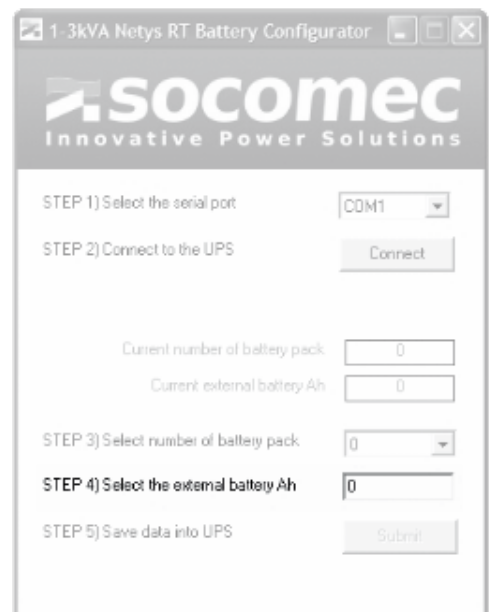 1-3kVA Netys RT Battery Configurator
socomec
Innovative Power Solutions
STEP 1) Select the serial port COM1
STEP 2) Connect to the UPS Connect
Current number of battery pack 0
Current external battery Ah 0
STEP 3) Select number of battery pack 0
STEP 4) Select the external battery Ah 0
STEP 5) Save data into UPS Submit